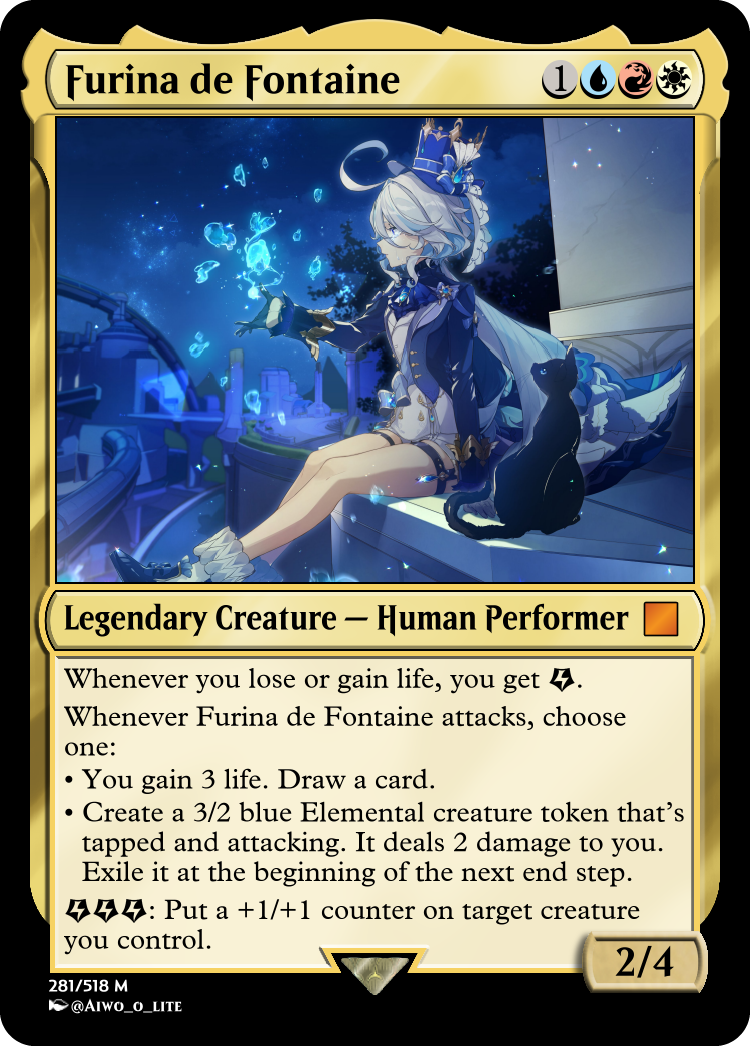 Furina de Fontaine 1
Legendary Creature — Human Performer
Whenever you lose or gain life, you get .
Whenever Furina de Fontaine attacks, choose
one:
• You gain 3 life. Draw a card.
• Create a 3/2 blue Elemental creature token that's
tapped and attacking. It deals 2 damage to you.
Exile it at the beginning of the next end step.
: Put a +1/+1 counter on target creature
you control.
2/4
281/518 M
@Aiwo_o_lite